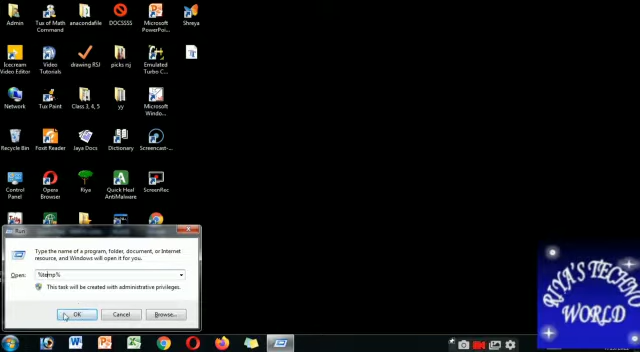 Admin
Tux of Math
Command
anacondafile
DOCSSSS
Microsoft
PowerPoi...
Shreya
Icecream
Video Editor
Video
Tutorials
drawing RSJ
picks rsj
Emulated
Turbo C...
Network
Tux Paint
Class 3, 4, 5
yy
Microsoft
Windo...
Recycle Bin
Foxit Reader
Jaya Docs
Dictionary
Screencast-...
Control
Panel
Opera
Browser
Riya
Quick Heal
AntiMalware
ScreenRec
Run
Type the name of a program, folder, document, or Internet
resource, and Windows will open it for you.
Open:
%temp%
This task will be created with administrative privileges.
OK
Cancel
Browse...
RIYA'S TECHNO
WORLD